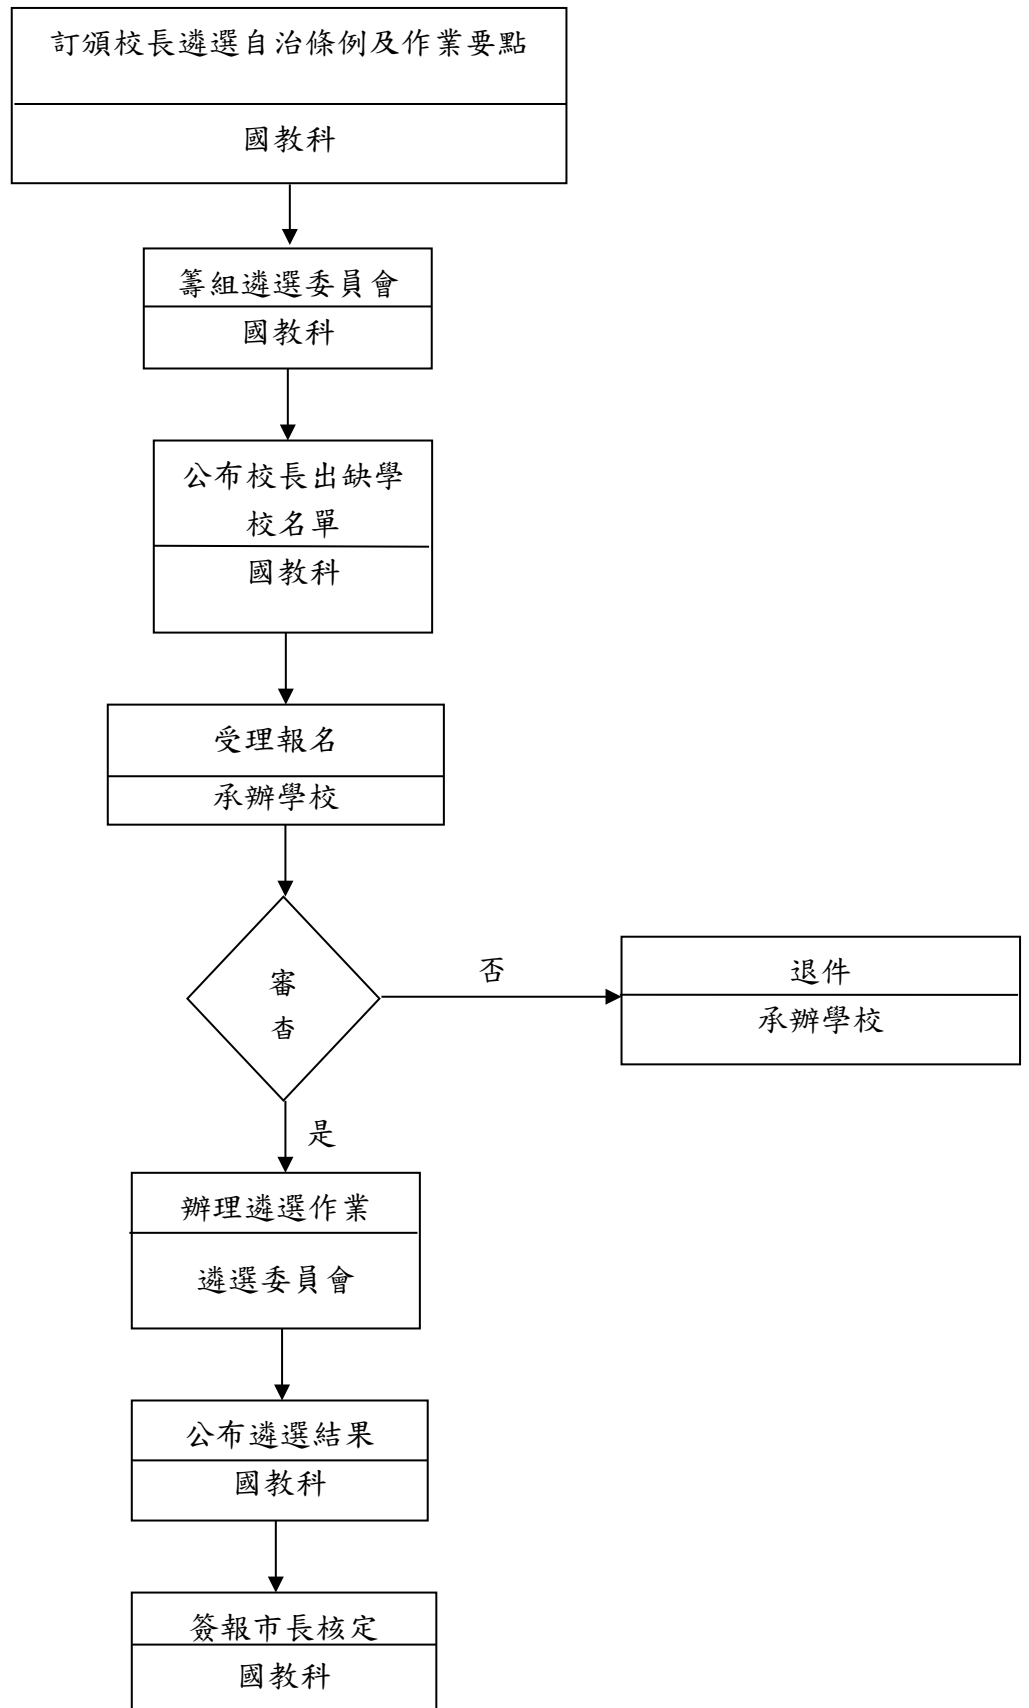 訂頒校長遴選自治條例及作業要點
國教科
籌組遴選委員會
國教科
公布校長出缺學
校名單
國教科
受理報名
承辦學校
審
查
否
退件
承辦學校
是
辦理遴選作業
遴選委員會
公布遴選結果
國教科
簽報市長核定
國教科